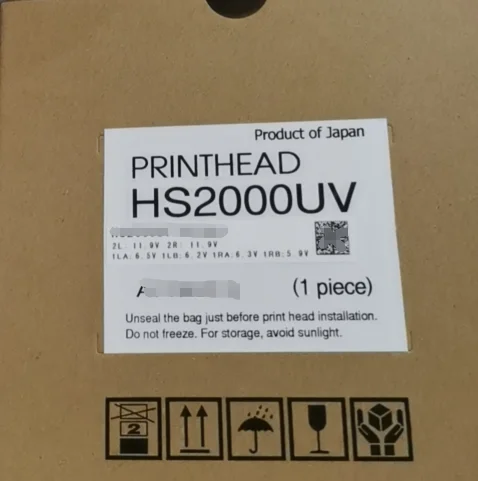 Product of Japan
PRINTHEAD
HS2000UV
2L: 11.9V 2R: 11.9V
1LA:6.5V 1LB:6.2V 1RA:6.3V 1RB:5.9V
(1 piece)
Unseal the bag just before print head installation.
Do not freeze. For storage, avoid sunlight.
2